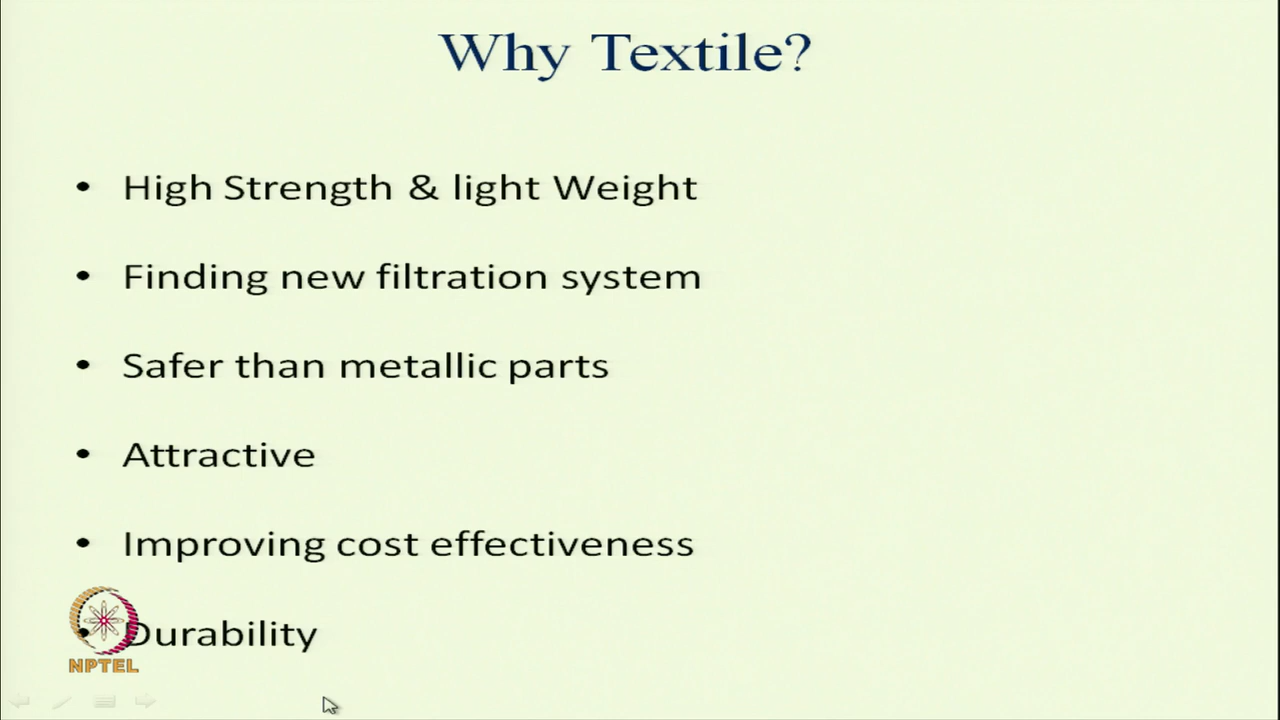 Why Textile?
• High Strength & light Weight
• Finding new filtration system
• Safer than metallic parts
• Attractive
• Improving cost effectiveness
• Durability
NPTEL